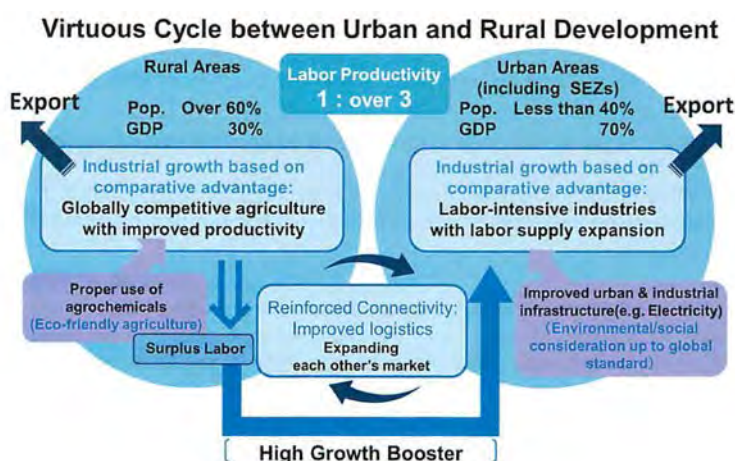 Virtuous Cycle between Urban and Rural Development
Rural Areas
Pop. Over 60%
GDP 30%
Labor Productivity
1 : over 3
Urban Areas
(including SEZs)
Pop. Less than 40%
GDP 70%
Export
Export
Industrial growth based on
comparative advantage:
Globally competitive agriculture
with improved productivity
Industrial growth based on
comparative advantage:
Labor-intensive industries
with labor supply expansion
Proper use of
agrochemicals
(Eco-friendly agriculture)
Surplus Labor
Reinforced Connectivity:
Improved logistics
Expanding
each other's market
Improved urban & industrial
infrastructure(e.g. Electricity)
(Environmental/social
consideration up to global
standard)
High Growth Booster